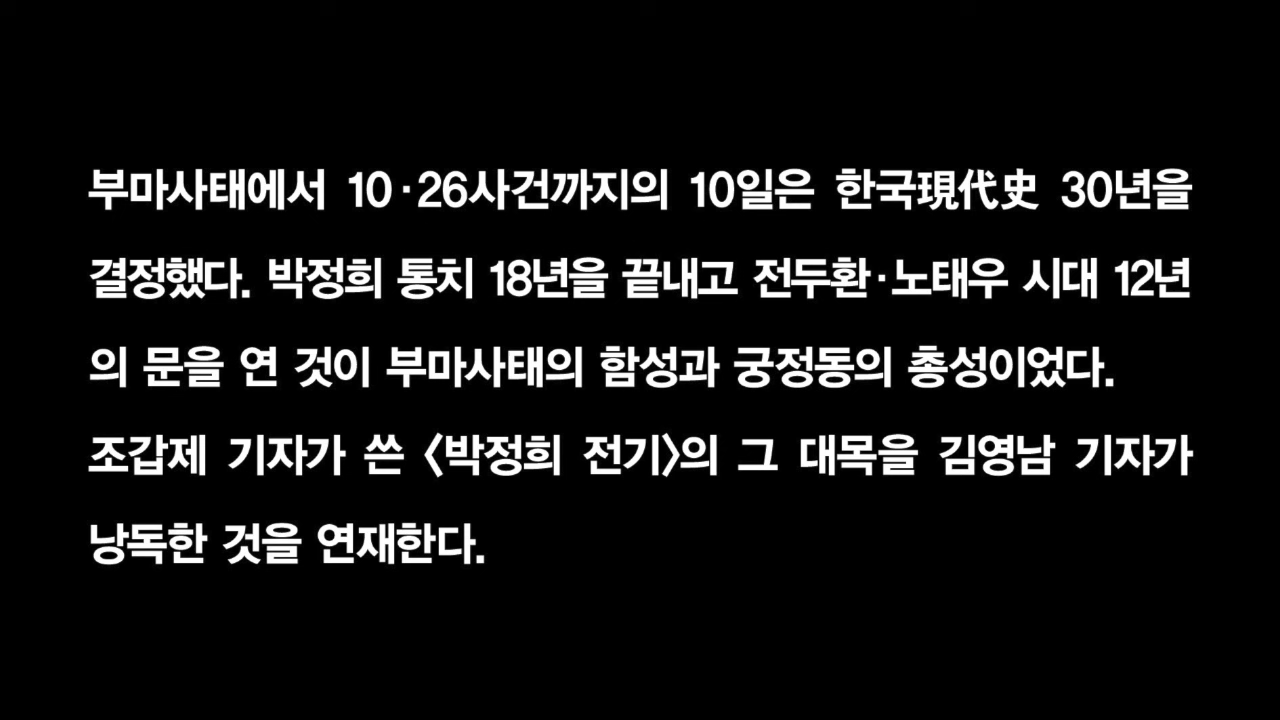 부마사태에서 10·26사건까지의 10일은 한국現代史 30년을
결정했다. 박정희 통치 18년을 끝내고 전두환·노태우 시대 12년
의 문을 연 것이 부마사태의 함성과 궁정동의 총성이었다.
조갑제 기자가 쓴 〈박정희 전기〉의 그 대목을 김영남 기자가
낭독한 것을 연재한다.